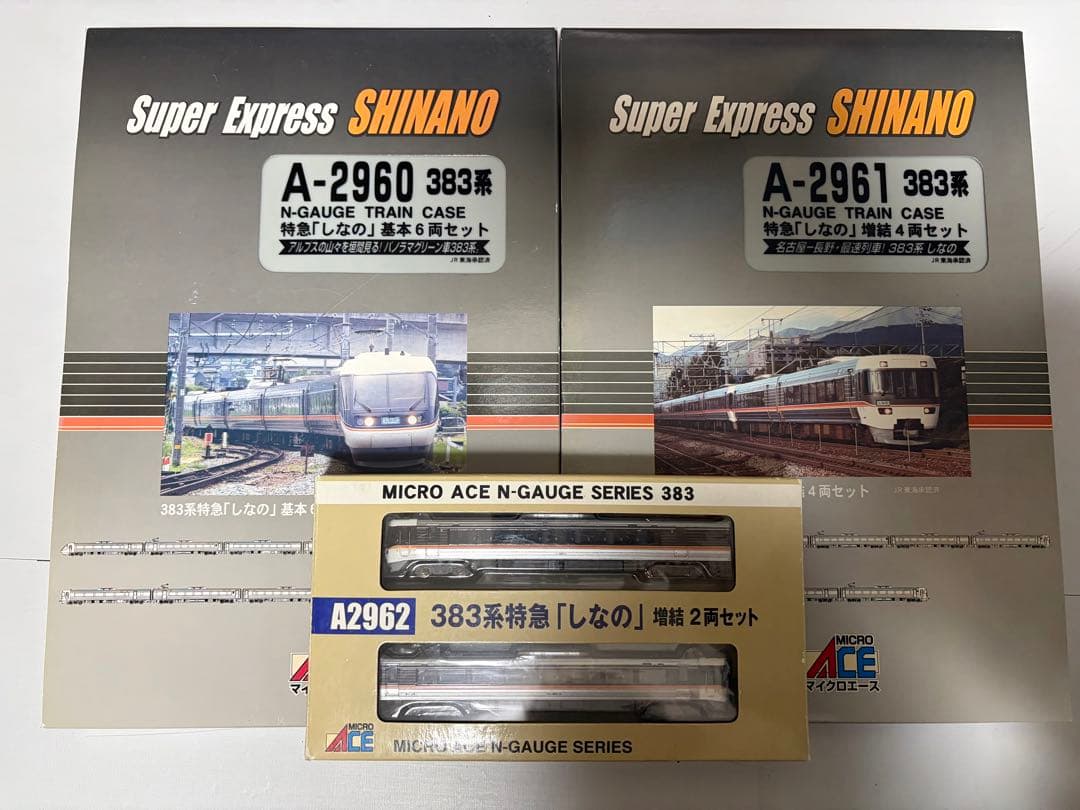 Super Express SHINANO
A-2960 383系
N-GAUGE TRAIN CASE
特急「しなの」基本6両セット
アルプスの山々を垣間見る!パノラマグリーン車383系
JR東海承認済
383系特急「しなの」基本6
マイ
Super Express SHINANO
A-2961 383系
N-GAUGE TRAIN CASE
特急「しなの」増結4両セット
名古屋ー長野・最速列車!383系 しなの
JR東海承認済
4両セット
JR東海承認済
MICRO
ACE
マイクロエース
MICRO ACE N-GAUGE SERIES 383
A2962 383系特急「しなの」増結 2両セット
MICRO
ACE
MICRO ACE N-GAUGE SERIES